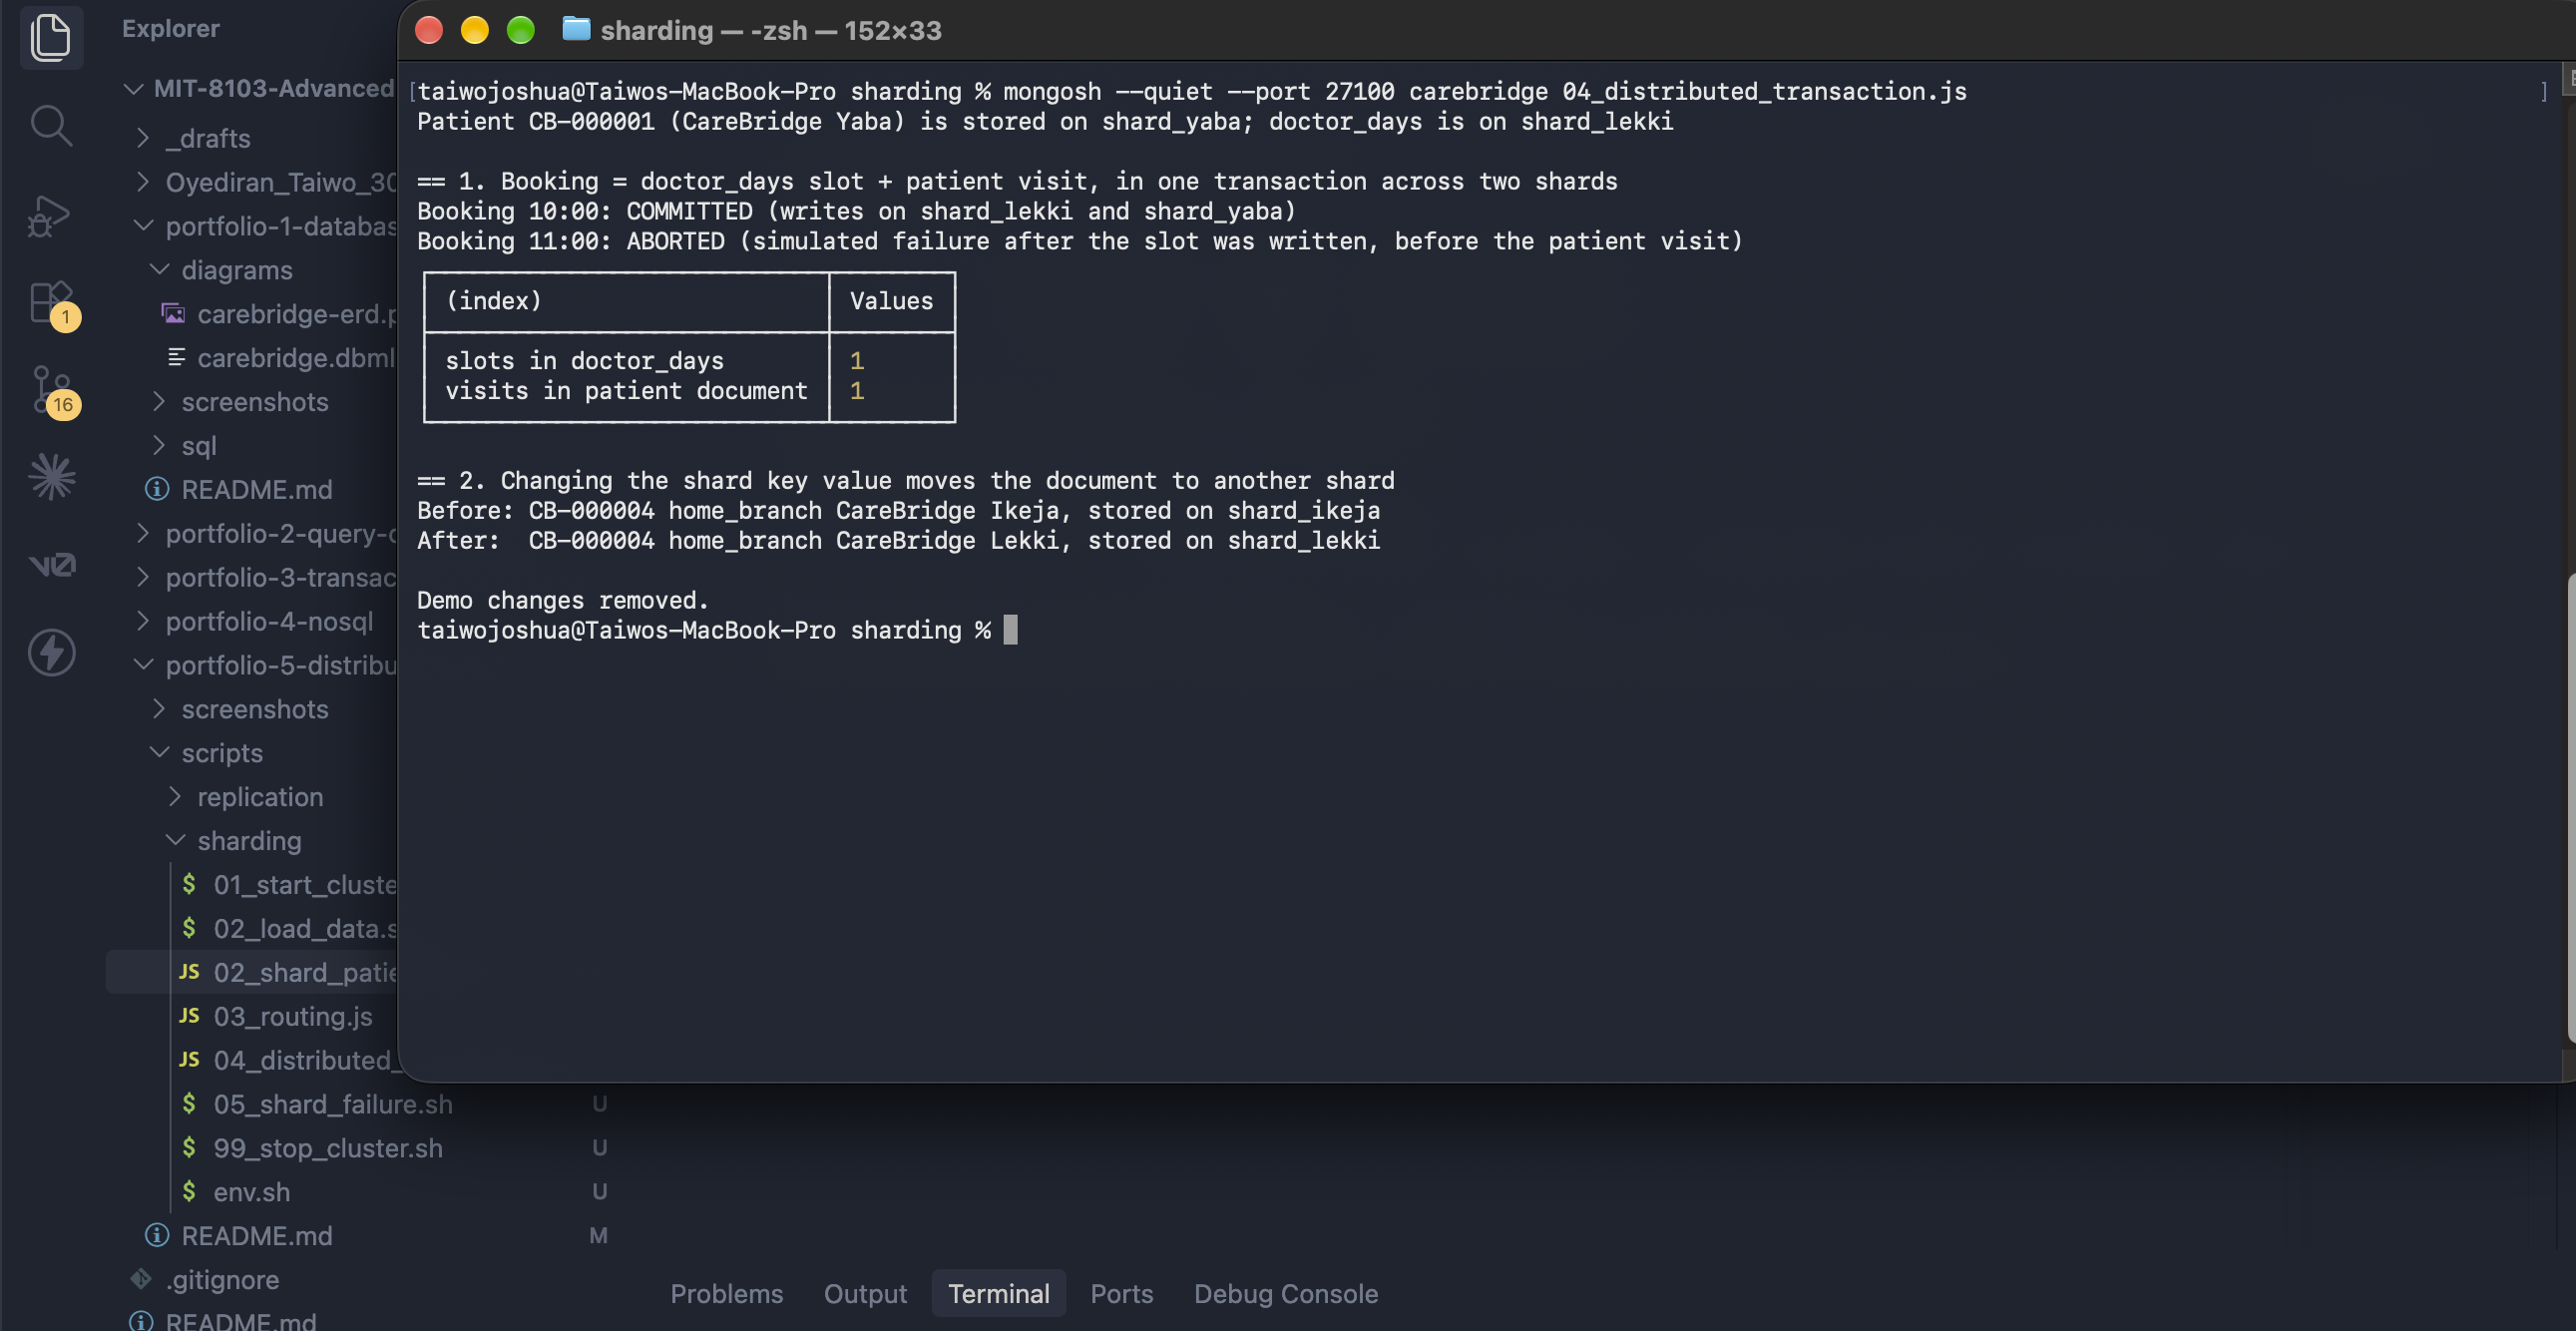 Explorer
MIT-8103-Advanced
_drafts
Oyediran_Taiwo_30
portfolio-1-databas
diagrams
carebridge-erd.p
carebridge.dbml
screenshots
sql
README.md
portfolio-2-query-c
portfolio-3-transac
portfolio-4-nosql
portfolio-5-distribu
screenshots
scripts
replication
sharding
$ 01_start_cluste
$ 02_load_data.s
JS 02_shard_patie
JS 03_routing.js
JS 04_distributed_
$ 05_shard_failure.sh U
$ 99_stop_cluster.sh U
$ env.sh U
README.md M
.gitignore
README.md
1
16
sharding — -zsh — 152×33
[taiwojoshua@Taiwos-MacBook-Pro sharding % mongosh --quiet --port 27100 carebridge 04_distributed_transaction.js ]
Patient CB-000001 (CareBridge Yaba) is stored on shard_yaba; doctor_days is on shard_lekki
== 1. Booking = doctor_days slot + patient visit, in one transaction across two shards
Booking 10:00: COMMITTED (writes on shard_lekki and shard_yaba)
Booking 11:00: ABORTED (simulated failure after the slot was written, before the patient visit)
(index) Values
slots in doctor_days 1
visits in patient document 1
== 2. Changing the shard key value moves the document to another shard
Before: CB-000004 home_branch CareBridge Ikeja, stored on shard_ikeja
After:  CB-000004 home_branch CareBridge Lekki, stored on shard_lekki
Demo changes removed.
taiwojoshua@Taiwos-MacBook-Pro sharding %
Problems Output Terminal Ports Debug Console